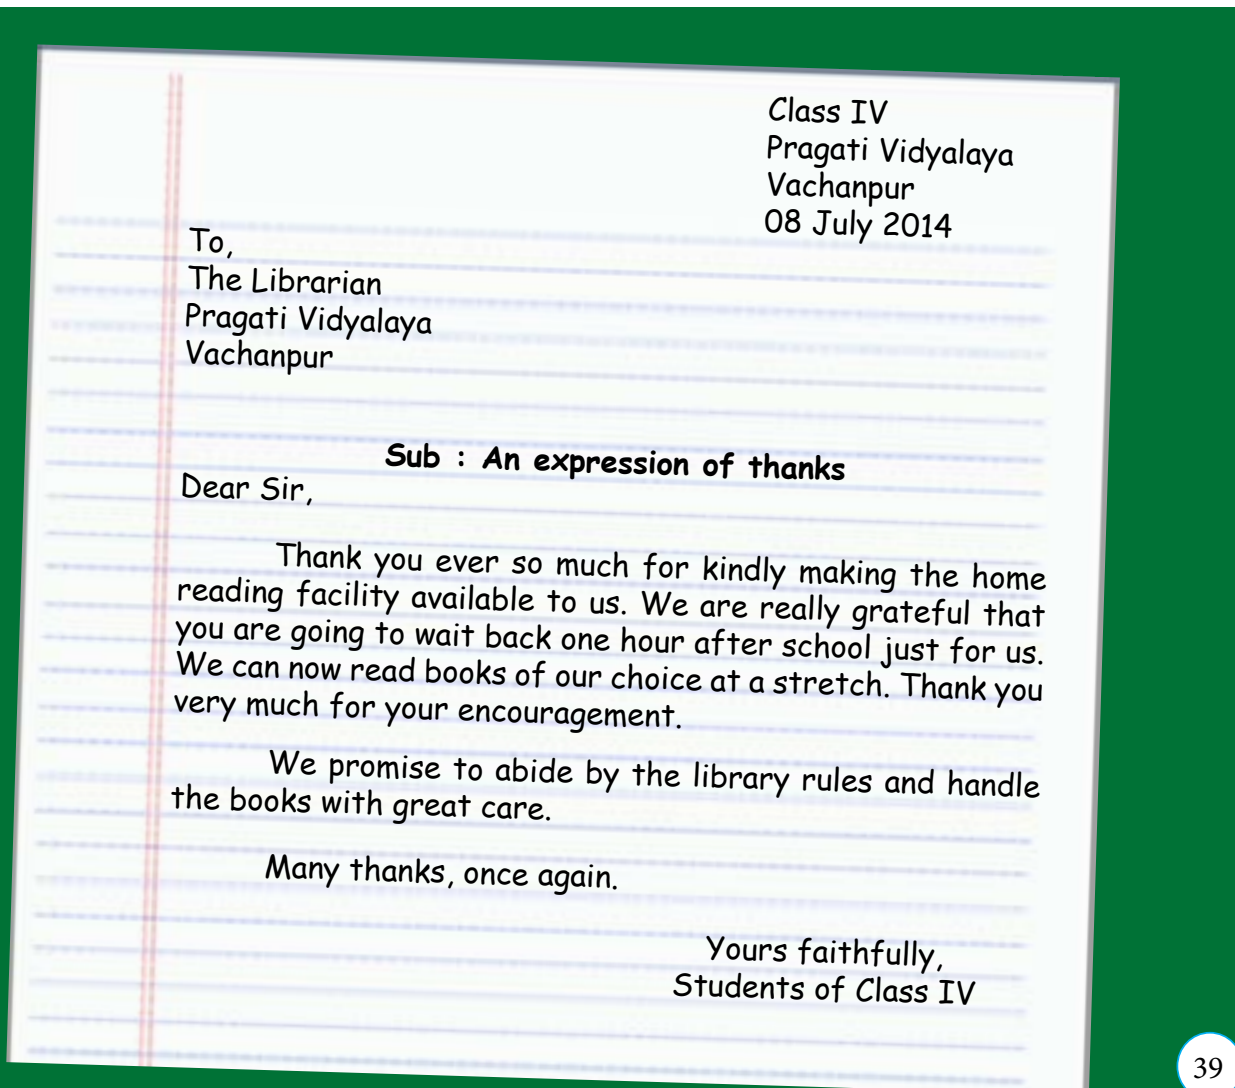 Class IV
Pragati Vidyalaya
Vachanpur
08 July 2014
To,
The Librarian
Pragati Vidyalaya
Vachanpur
Sub : An expression of thanks
Dear Sir,
Thank you ever so much for kindly making the home
reading facility available to us. We are really grateful that
you are going to wait back one hour after school just for us.
We can now read books of our choice at a stretch. Thank you
very much for your encouragement.
We promise to abide by the library rules and handle
the books with great care.
Many thanks, once again.
Yours faithfully,
Students of Class IV
39